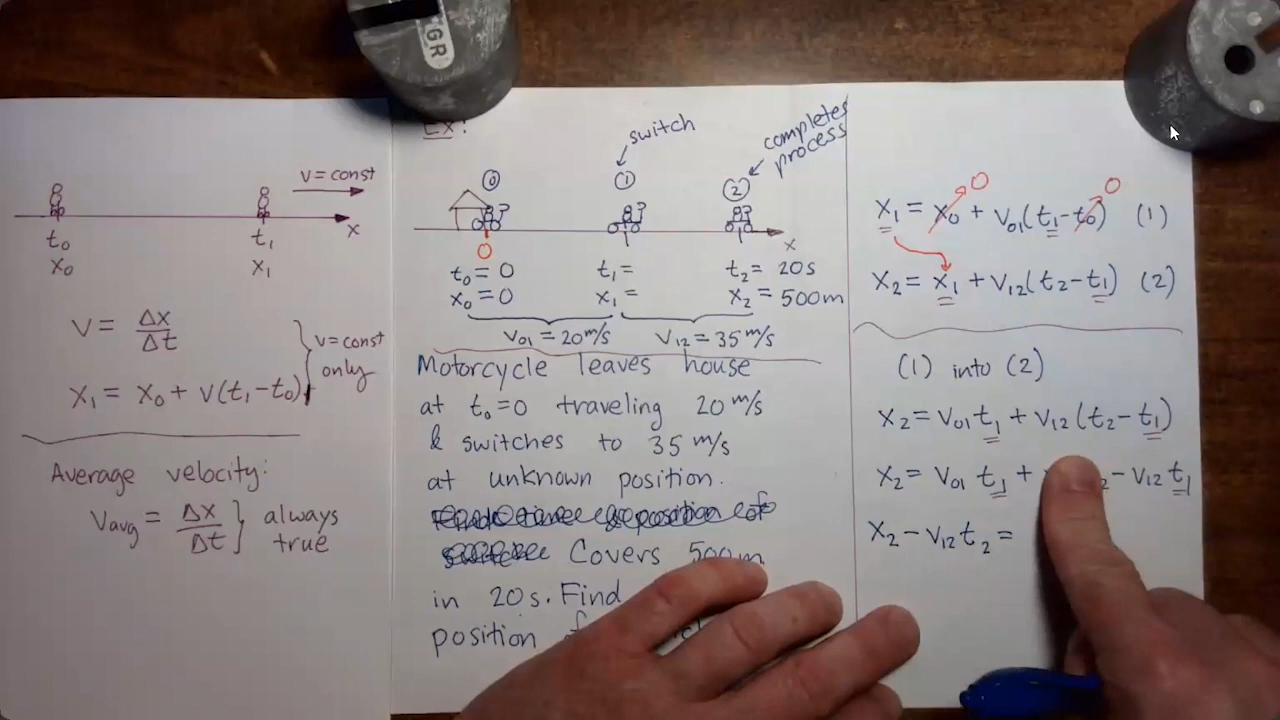 GR
v = const
t₀ t₁ x
x₀ x₁
v = Δx/Δt
x₁ = x₀ + v(t₁-t₀)
v=const
only
Average velocity:
Vavg = Δx/Δt } always
true
Ex:
switch
completes
process
⓪ ① ②
0
x
t₀ = 0 t₁ = t₂ = 20s
x₀ = 0 x₁ = x₂ = 500m
v₀₁ = 20 m/s v₁₂ = 35 m/s
Motorcycle leaves house
at t₀=0 traveling 20 m/s
& switches to 35 m/s
at unknown position.
Covers 500m
in 20s. Find
position
0 0
x₁ = x₀ + v₀₁(t₁-t₀) (1)
x₂ = x₁ + v₁₂(t₂-t₁) (2)
(1) into (2)
x₂ = v₀₁t₁ + v₁₂(t₂-t₁)
x₂ = v₀₁ t₁ + 2 - v₁₂ t₁
x₂ - v₁₂t₂ =